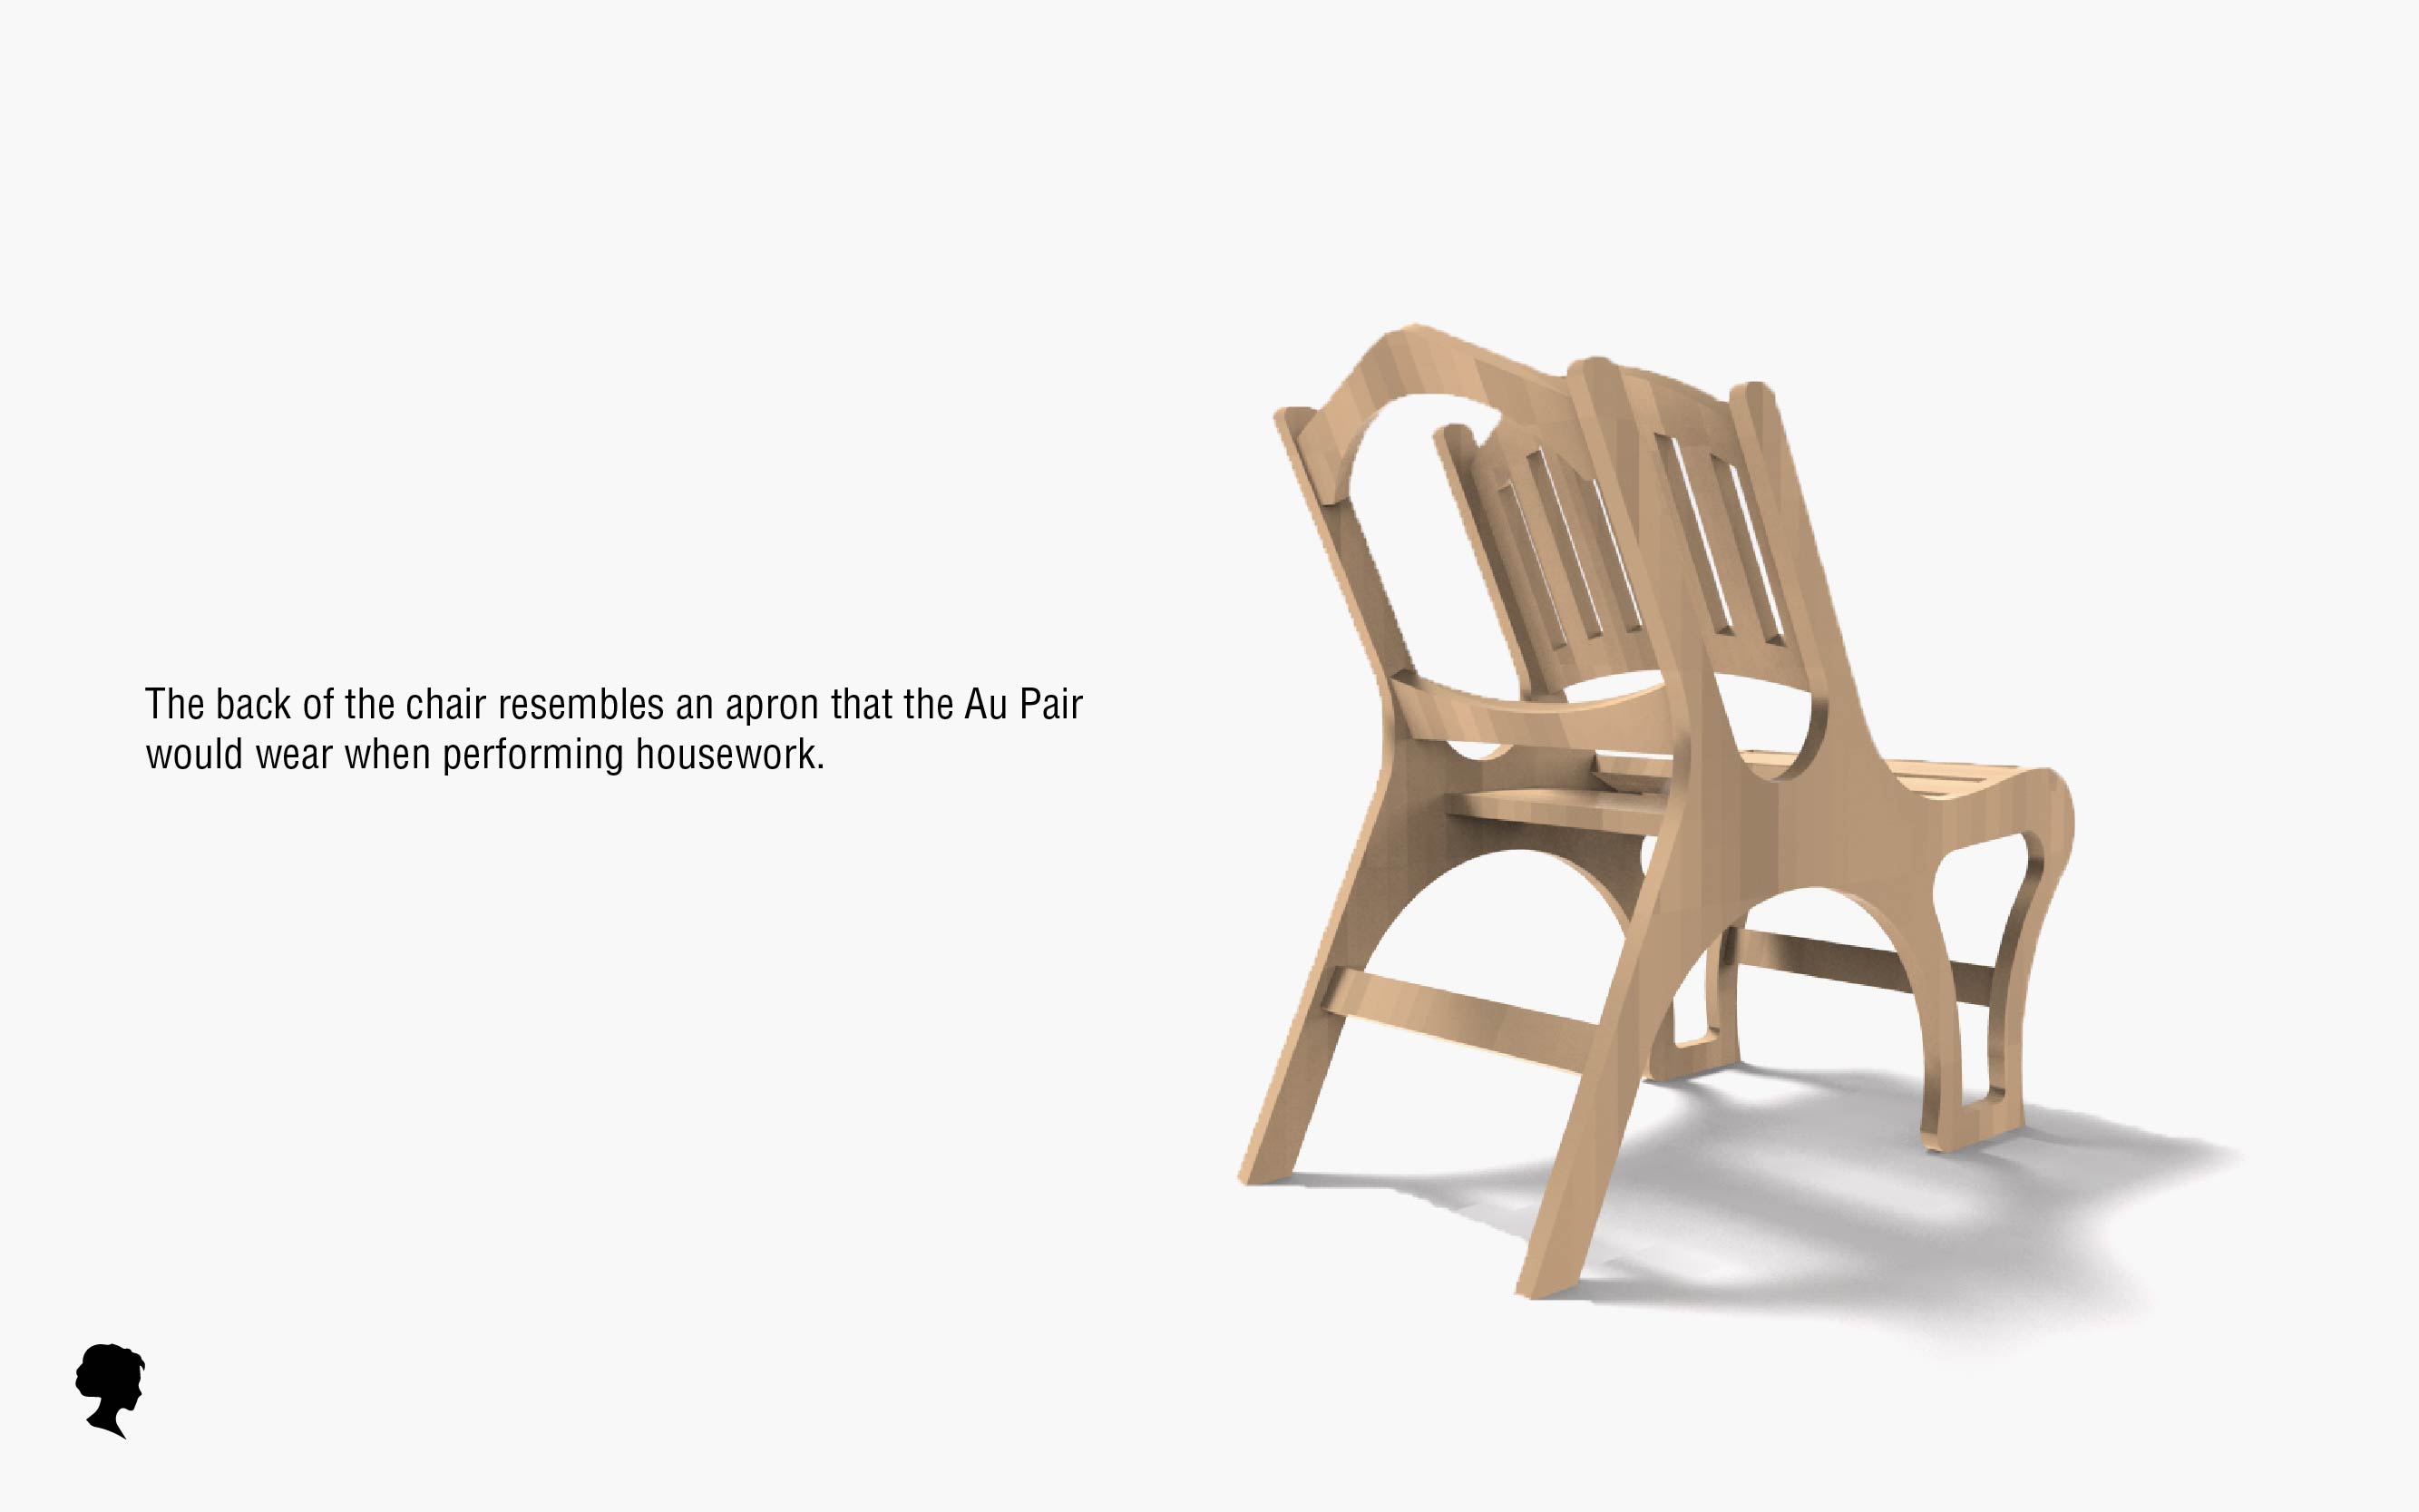 The back of the chair resembles an apron that the Au Pair
would wear when performing housework.